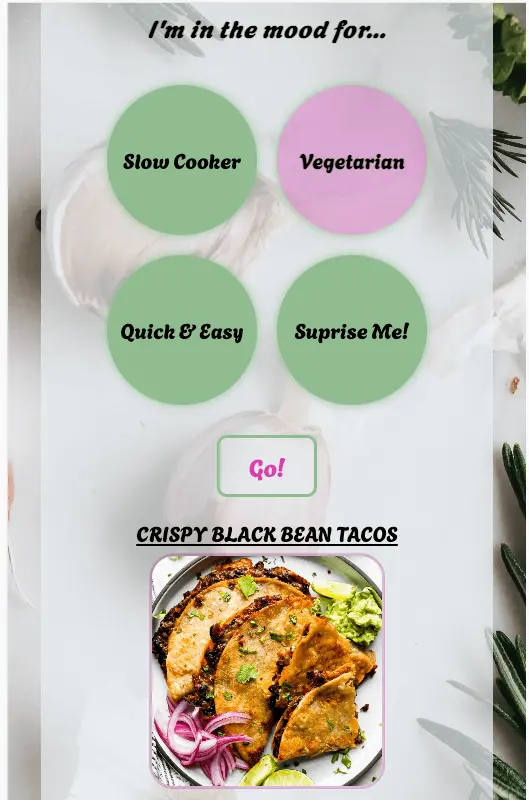 I'm in the mood for...
Slow Cooker
Vegetarian
Quick & Easy
Suprise Me!
Go!
CRISPY BLACK BEAN TACOS